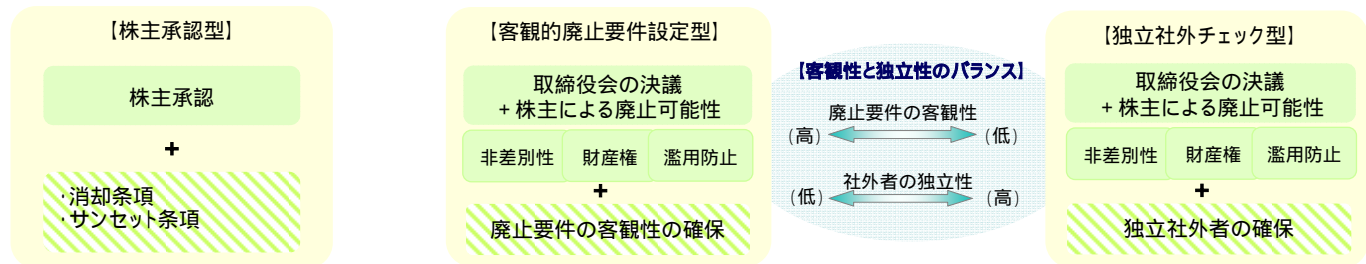 【株主承認型】
株主承認
+
・消却条項
・サンセット条項
【客観的廃止要件設定型】
取締役会の決議
+株主による廃止可能性
非差別性
財産権
濫用防止
+
廃止要件の客観性の確保
【客観性と独立性のバランス】
廃止要件の客観性
(高)
(低)
社外者の独立性
(低)
(高)
【独立社外チェック型】
取締役会の決議
+株主による廃止可能性
非差別性
財産権
濫用防止
+
独立社外者の確保